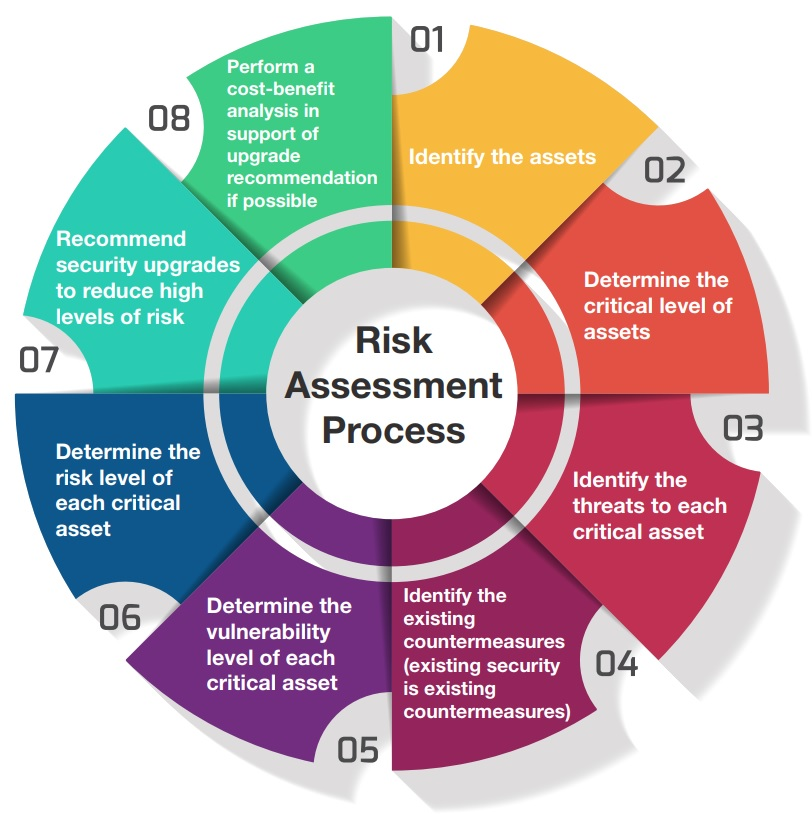 Risk
Assessment
Process
01
Identify the assets
02
Determine the
critical level of
assets
03
Identify the
threats to each
critical asset
04
Identify the
existing
countermeasures
(existing security
is existing
countermeasures)
05
Determine the
vulnerability
level of each
critical asset
06
Determine the
risk level of
each critical
asset
07
Recommend
security upgrades
to reduce high
levels of risk
08
Perform a
cost-benefit
analysis in
support of
upgrade
recommendation
if possible